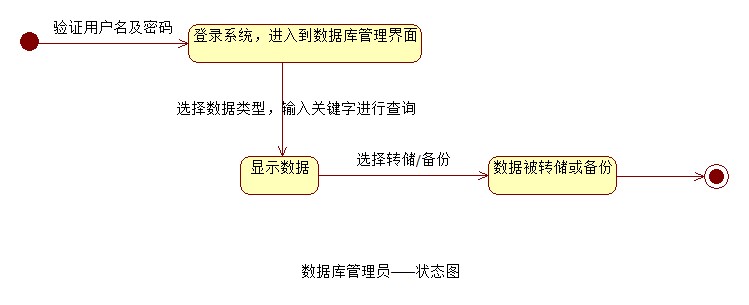 验证用户名及密码
登录系统，进入到数据库管理界面
选择数据类型，输入关键字进行查询
显示数据
选择转储/备份
数据被转储或备份
数据库管理员——状态图